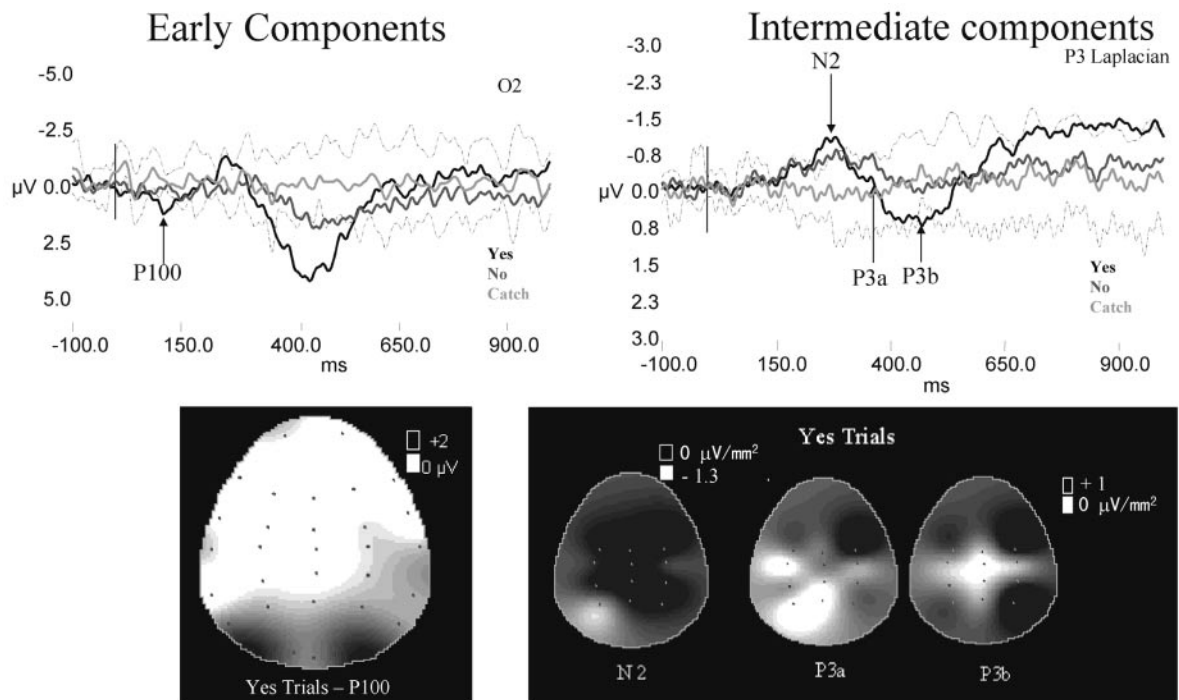 Early Components
O2
-5.0
-2.5
μV 0.0
2.5
5.0
P100
Yes
No
Catch
-100.0 150.0 400.0 650.0 900.0
ms
Intermediate components
P3 Laplacian
N2
-3.0
-2.3
-1.5
-0.8
μV 0.0
0.8
1.5
2.3
3.0
P3a
P3b
Yes
No
Catch
-100.0 150.0 400.0 650.0 900.0
ms
+2
0 μV
Yes Trials – P100
Yes Trials
0 μV/mm²
- 1.3
+ 1
0 μV/mm²
N2
P3a
P3b